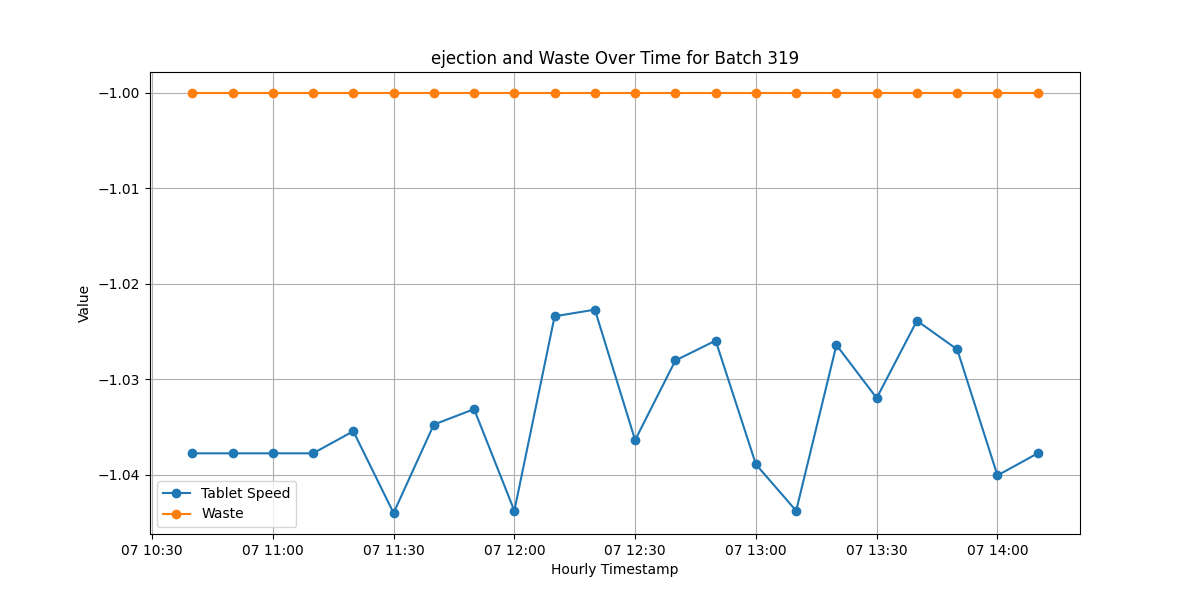 ejection and Waste Over Time for Batch 319
−1.00
−1.01
−1.02
−1.03
−1.04
Value
Tablet Speed
Waste
07 10:30 07 11:00 07 11:30 07 12:00 07 12:30 07 13:00 07 13:30 07 14:00
Hourly Timestamp